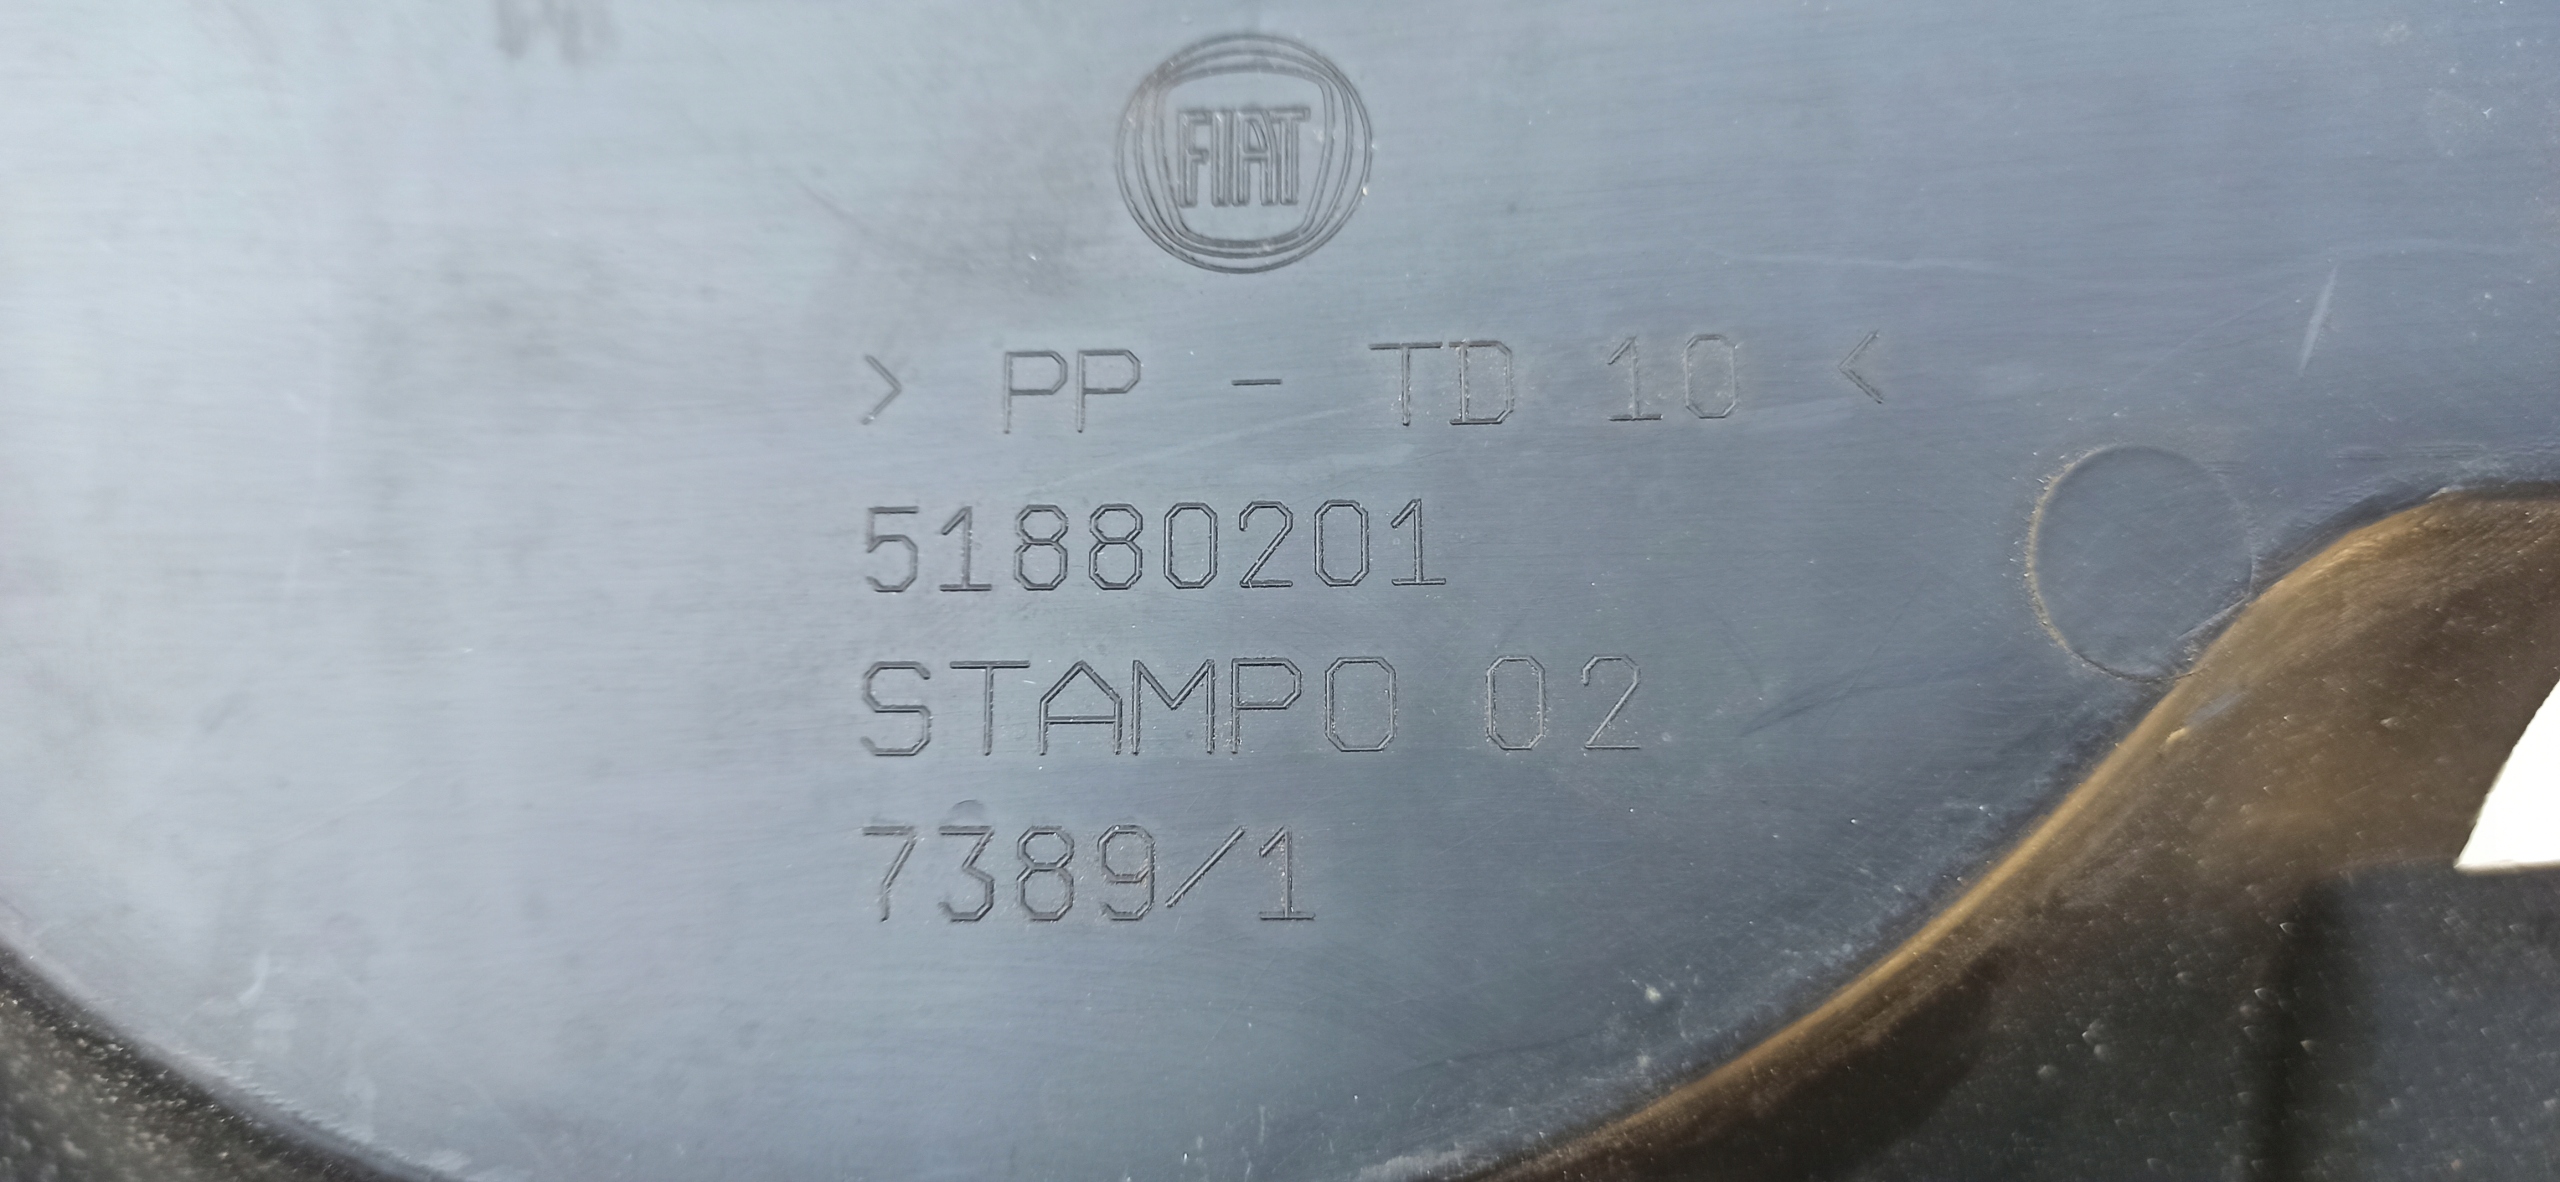 FIAT
> PP - TD 10 <
51880201
STAMPO 02
7389/1